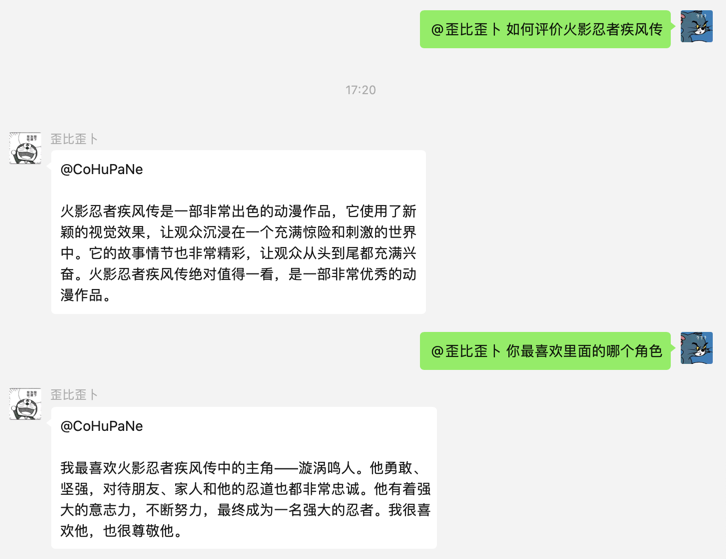 @歪比歪卜 如何评价火影忍者疾风传
17:20
歪比歪卜
@CoHuPaNe
火影忍者疾风传是一部非常出色的动漫作品，它使用了新
颖的视觉效果，让观众沉浸在一个充满惊险和刺激的世界
中。它的故事情节也非常精彩，让观众从头到尾都充满兴
奋。火影忍者疾风传绝对值得一看，是一部非常优秀的动
漫作品。
@歪比歪卜 你最喜欢里面的哪个角色
歪比歪卜
@CoHuPaNe
我最喜欢火影忍者疾风传中的主角——漩涡鸣人。他勇敢、
坚强，对待朋友、家人和他的忍道也都非常忠诚。他有着强
大的意志力，不断努力，最终成为一名强大的忍者。我很喜
欢他，也很尊敬他。